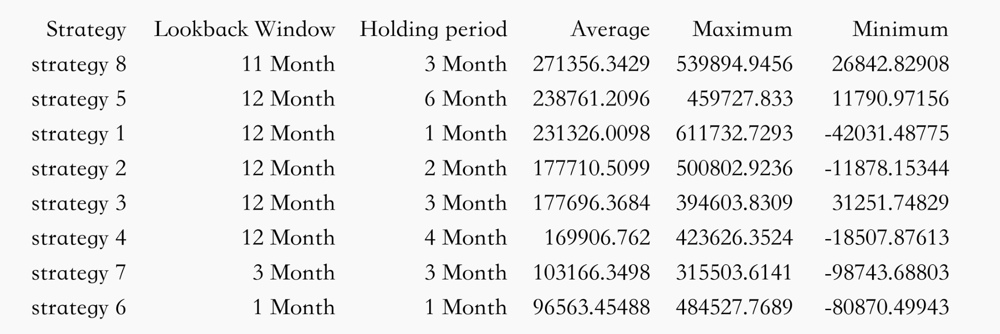 Strategy Lookback Window Holding period Average Maximum Minimum
strategy 8 11 Month 3 Month 271356.3429 539894.9456 26842.82908
strategy 5 12 Month 6 Month 238761.2096 459727.833 11790.97156
strategy 1 12 Month 1 Month 231326.0098 611732.7293 -42031.48775
strategy 2 12 Month 2 Month 177710.5099 500802.9236 -11878.15344
strategy 3 12 Month 3 Month 177696.3684 394603.8309 31251.74829
strategy 4 12 Month 4 Month 169906.762 423626.3524 -18507.87613
strategy 7 3 Month 3 Month 103166.3498 315503.6141 -98743.68803
strategy 6 1 Month 1 Month 96563.45488 484527.7689 -80870.49943